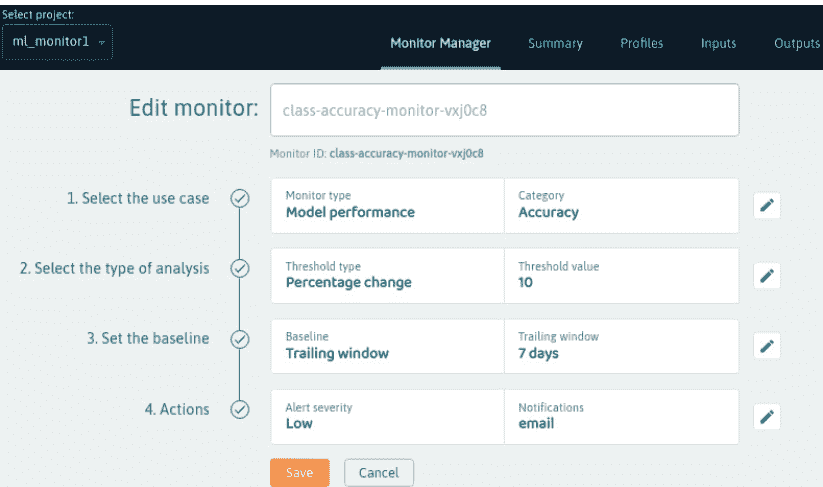 Select project:
ml_monitor1
Monitor Manager Summary Profiles Inputs Outputs
Edit monitor: class-accuracy-monitor-vxj0c8
Monitor ID: class-accuracy-monitor-vxj0c8
1. Select the use case
Monitor type Category
Model performance Accuracy
2. Select the type of analysis
Threshold type Threshold value
Percentage change 10
3. Set the baseline
Baseline Trailing window
Trailing window 7 days
4. Actions
Alert severity Notifications
Low email
Save Cancel